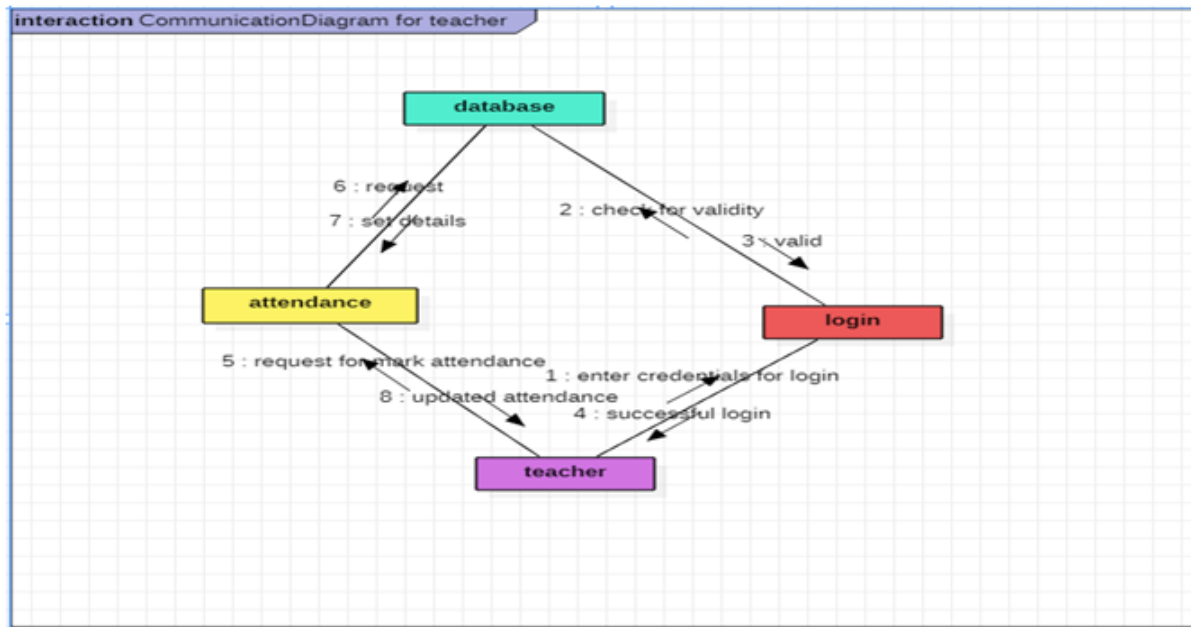 interaction CommunicationDiagram for teacher
database
6 : request
7 : set details
2 : check for validity
3 : valid
attendance
login
5 : request for mark attendance
1 : enter credentials for login
8 : updated attendance
4 : successful login
teacher